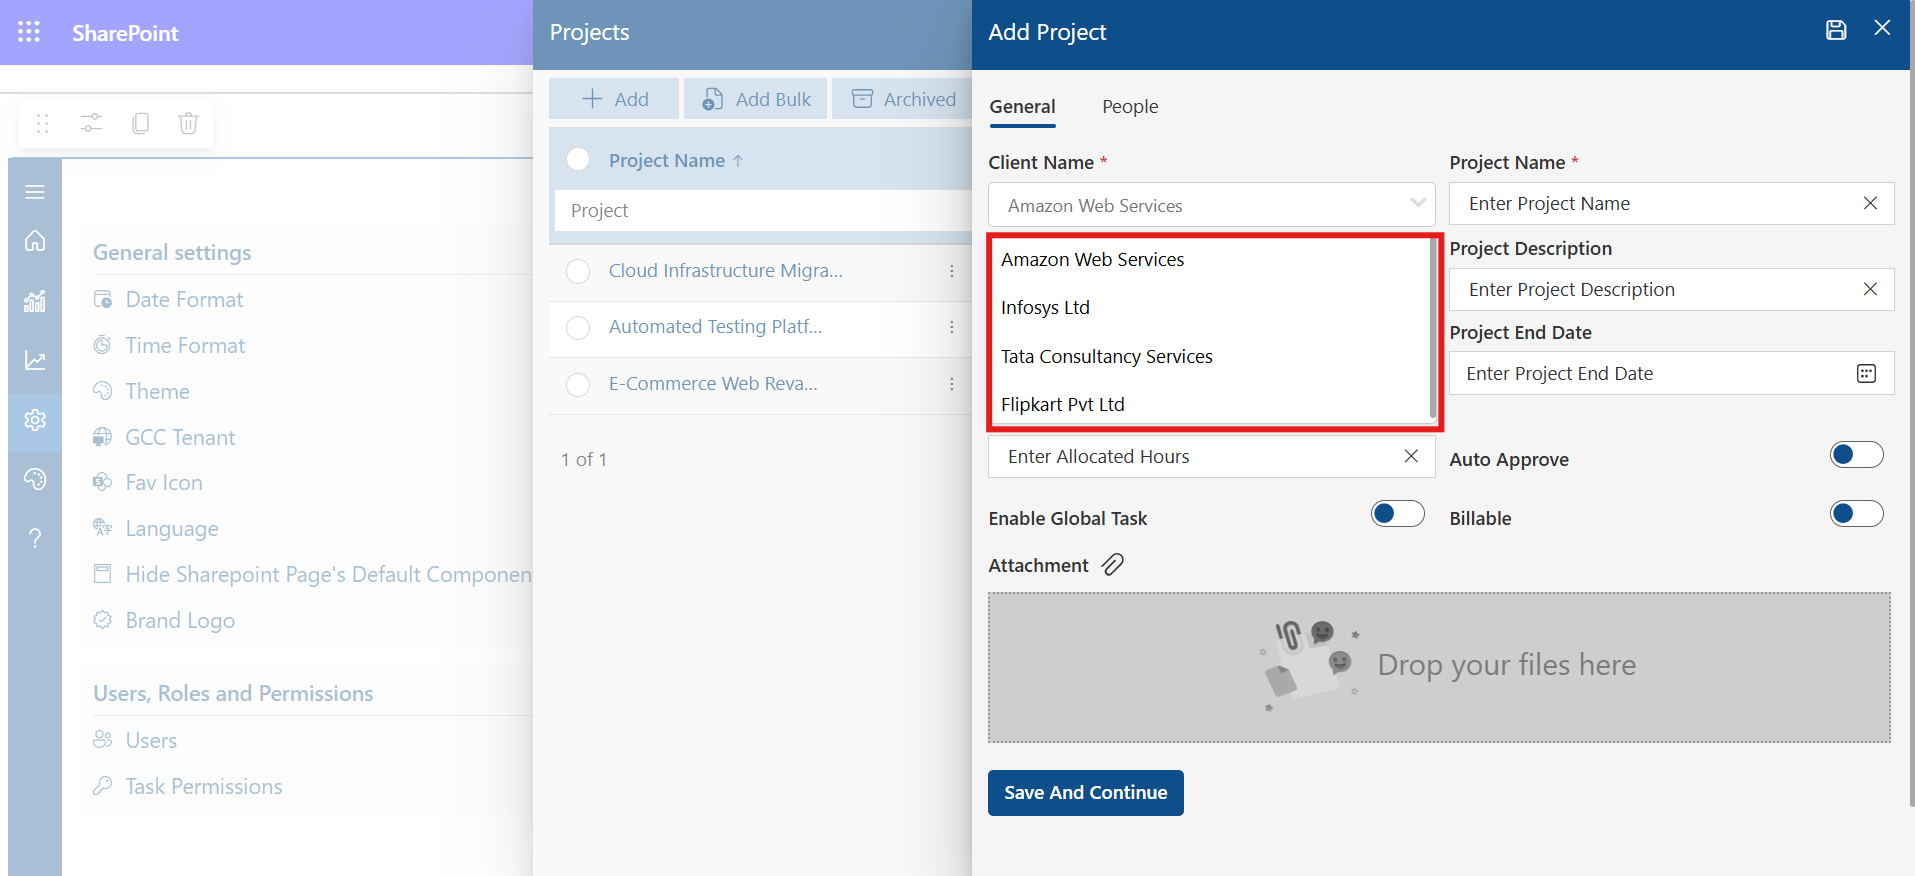 SharePoint
General settings
Date Format
Time Format
Theme
GCC Tenant
Fav Icon
Language
Hide Sharepoint Page's Default Componen
Brand Logo
Users, Roles and Permissions
Users
Task Permissions
Projects
Add
Add Bulk
Archived
Project Name ↑
Project
Cloud Infrastructure Migra...
Automated Testing Platf...
E-Commerce Web Reva...
1 of 1
Add Project
General
People
Client Name *
Amazon Web Services
Amazon Web Services
Infosys Ltd
Tata Consultancy Services
Flipkart Pvt Ltd
Enter Allocated Hours
Project Name *
Enter Project Name
Project Description
Enter Project Description
Project End Date
Enter Project End Date
Auto Approve
Enable Global Task
Billable
Attachment
Drop your files here
Save And Continue